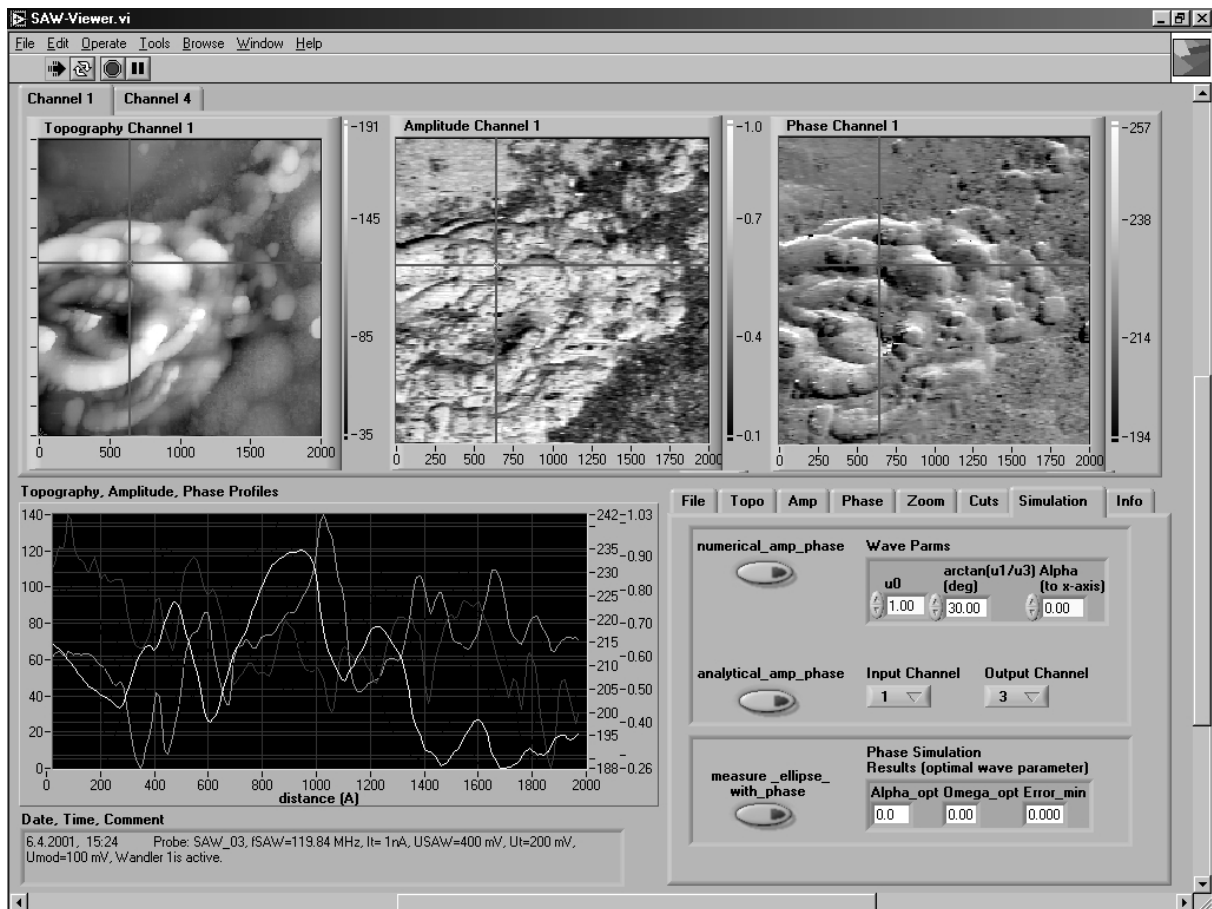 SAW-Viewer.vi
File Edit Operate Tools Browse Window Help
Channel 1 Channel 4
Topography Channel 1
-191
-145
-85
-35
0 500 1000 1500 2000
Amplitude Channel 1
-1.0
-0.7
-0.4
-0.1
0 250 500 750 1000 1250 1500 1750 2000
Phase Channel 1
-257
-238
-214
-194
0 250 500 750 1000 1250 1500 1750 2000
Topography, Amplitude, Phase Profiles
140-
120-
100-
80-
60-
40-
20-
0-
-242 -1.03
-235 -0.90
-230
-225 -0.80
-220 -0.70
-215
-210 -0.60
-205 -0.50
-200 -0.40
-195
-188 -0.26
0 200 400 600 800 1000 1200 1400 1600 1800 2000
distance (A)
Date, Time, Comment
6.4.2001, 15:24 Probe: SAW_03, fSAW=119.84 MHz, It= 1nA, USAW=400 mV, Ut=200 mV,
Umod=100 mV, Wandler 1is active.
File Topo Amp Phase Zoom Cuts Simulation Info
numerical_amp_phase
Wave Parms
u0
arctan(u1/u3)
(deg)
Alpha
(to x-axis)
1.00 30.00 0.00
analytical_amp_phase
Input Channel Output Channel
1 3
measure _ellipse_
with_phase
Phase Simulation
Results (optimal wave parameter)
Alpha_opt Omega_opt Error_min
0.0 0.00 0.000